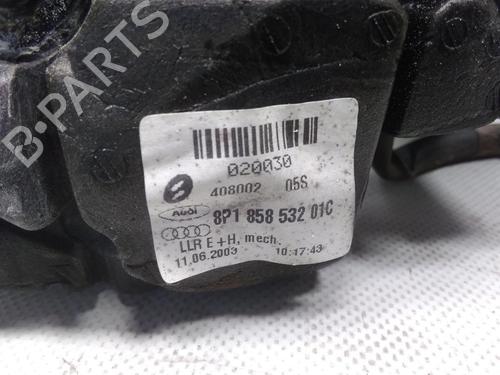 B-PARTS
020030
408002 05S
Audi 8P1 858 532 01C
LLR E+H, mech.
11.06.2003 10:17:43